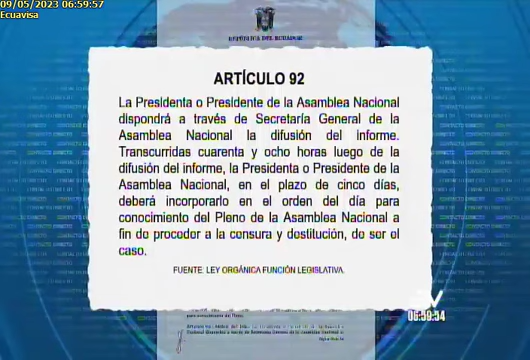 09/05/2023 06:59:57
Ecuavisa
REPÚBLICA DEL ECUADOR
ARTÍCULO 92
La Presidenta o Presidente de la Asamblea Nacional
dispondrá a través de Secretaría General de la
Asamblea Nacional la difusión del informe.
Transcurridas cuarenta y ocho horas luego de la
difusión del informe, la Presidenta o Presidente de la
Asamblea Nacional, en el plazo de cinco días,
deberá incorporarlo en el orden del día para
conocimiento del Pleno de la Asamblea Nacional a
fin de proceder a la censura y destitución, de ser el
caso.
FUENTE: LEY ORGÁNICA FUNCIÓN LEGISLATIVA.
06:59:54